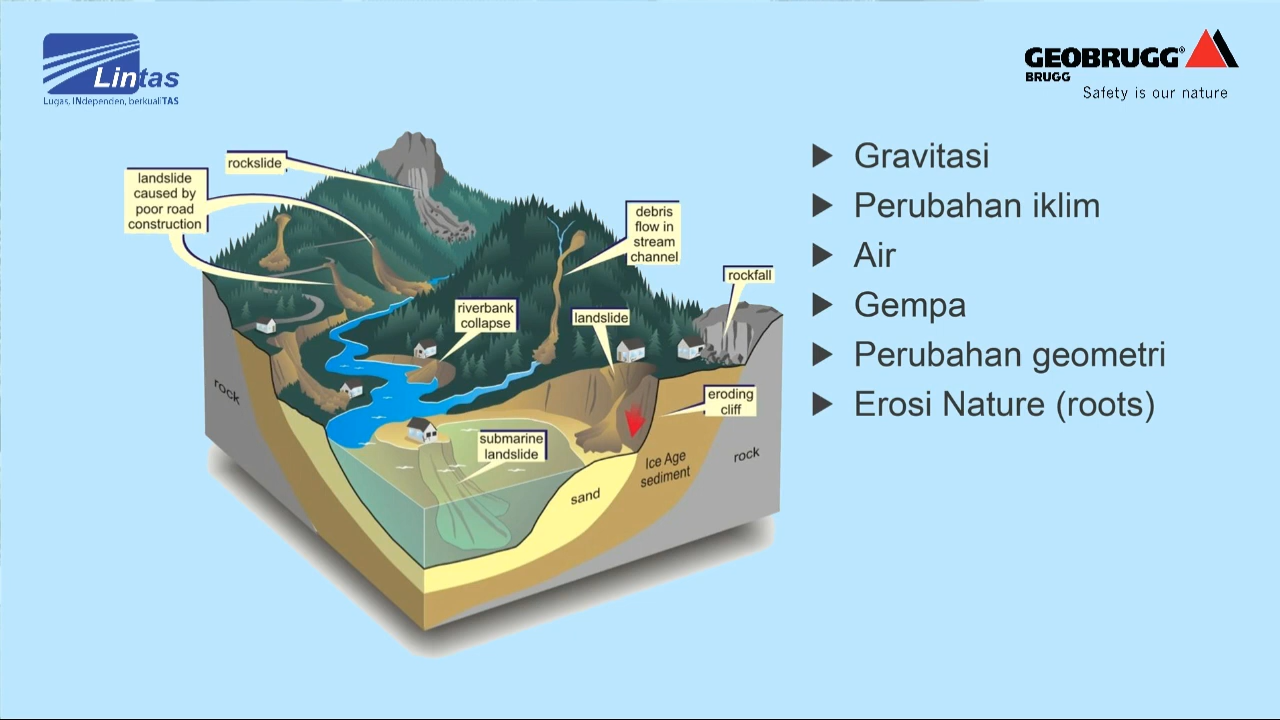 Lintas
Lugas, INdependen, berkualiTAS
GEOBRUGG®
BRUGG
Safety is our nature
rockslide
landslide
caused by
poor road
construction
debris
flow in
stream
channel
rockfall
riverbank
collapse
landslide
eroding
cliff
submarine
landslide
rock
Ice Age
sediment
rock
sand
Gravitasi
Perubahan iklim
Air
Gempa
Perubahan geometri
Erosi Nature (roots)